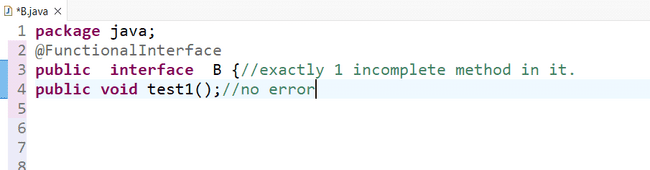 *B.java
1 package java;
2 @FunctionalInterface
3 public  interface  B {//exactly 1 incomplete method in it.
4 public void test1();//no error
5
6
7
8